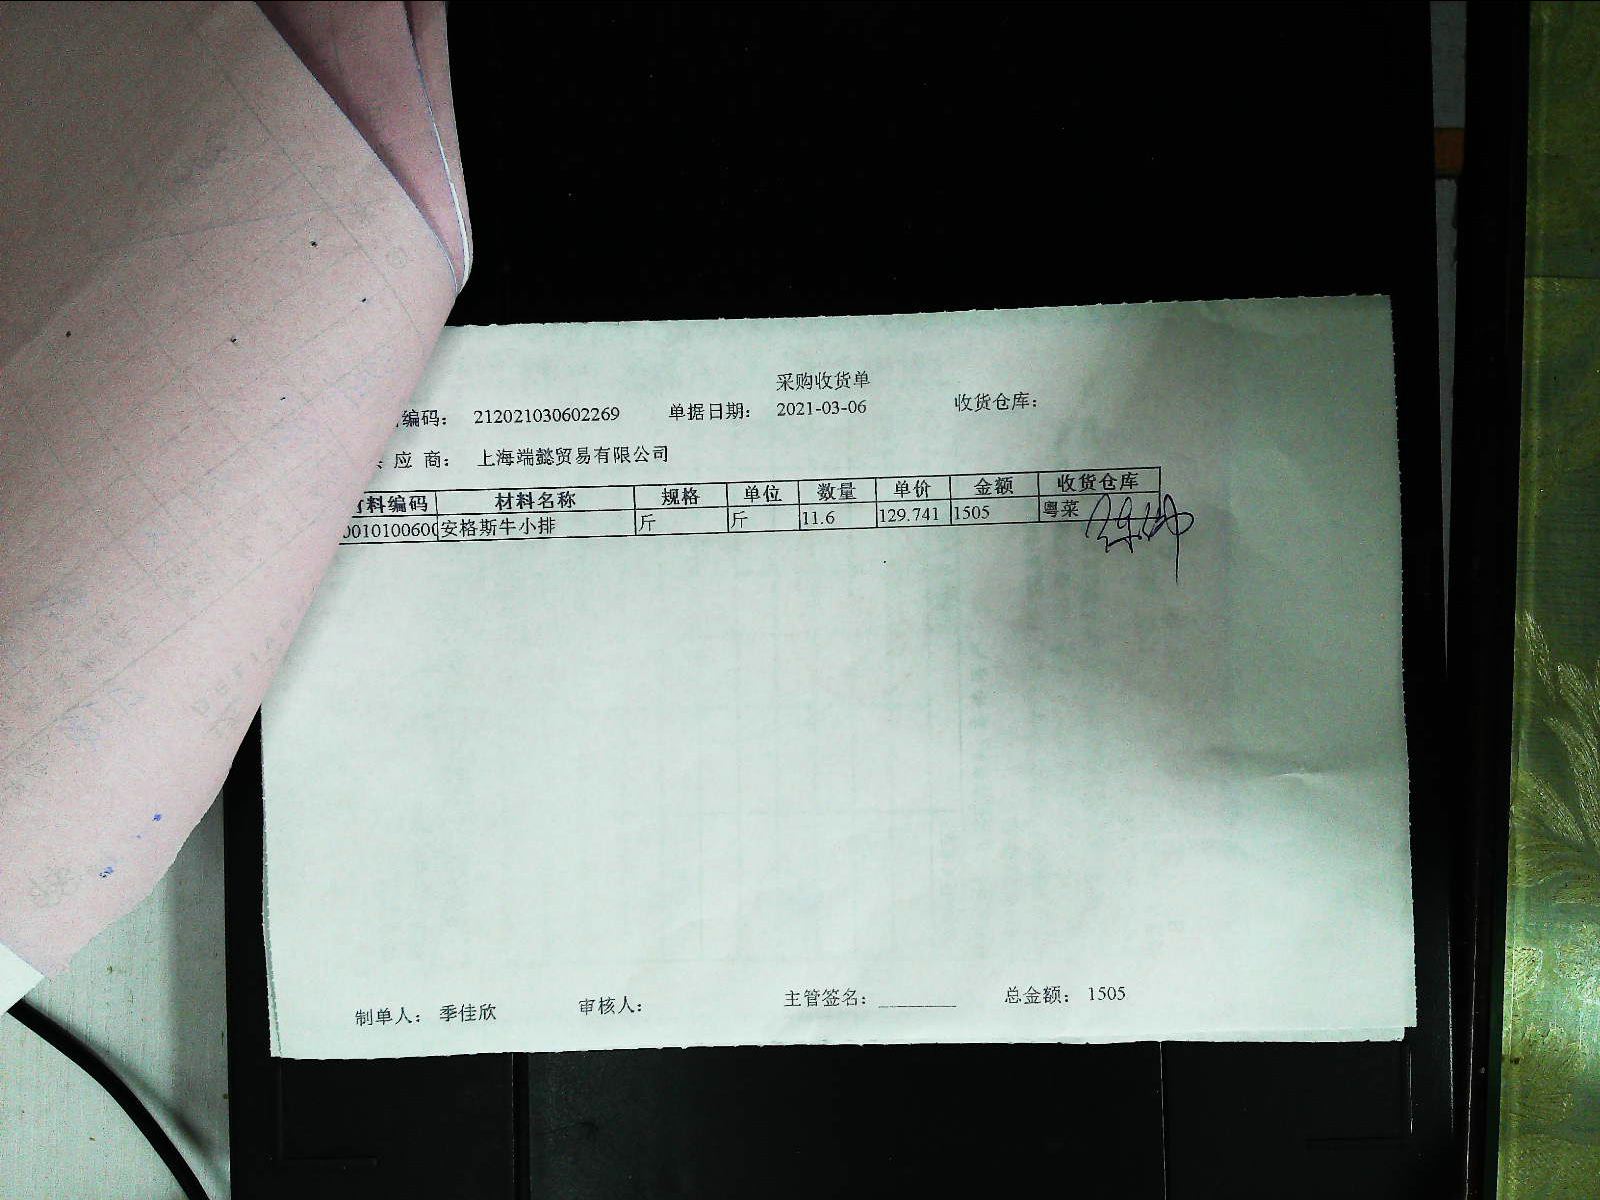 采购收货单
编码: 212021030602269 单据日期: 2021-03-06 收货仓库:
应 商: 上海端懿贸易有限公司
料编码 材料名称 规格 单位 数量 单价 金额 收货仓库
0010100600 安格斯牛小排 斤 斤 11.6 129.741 1505 粤菜
制单人: 季佳欣 审核人: 主管签名: ________ 总金额: 1505